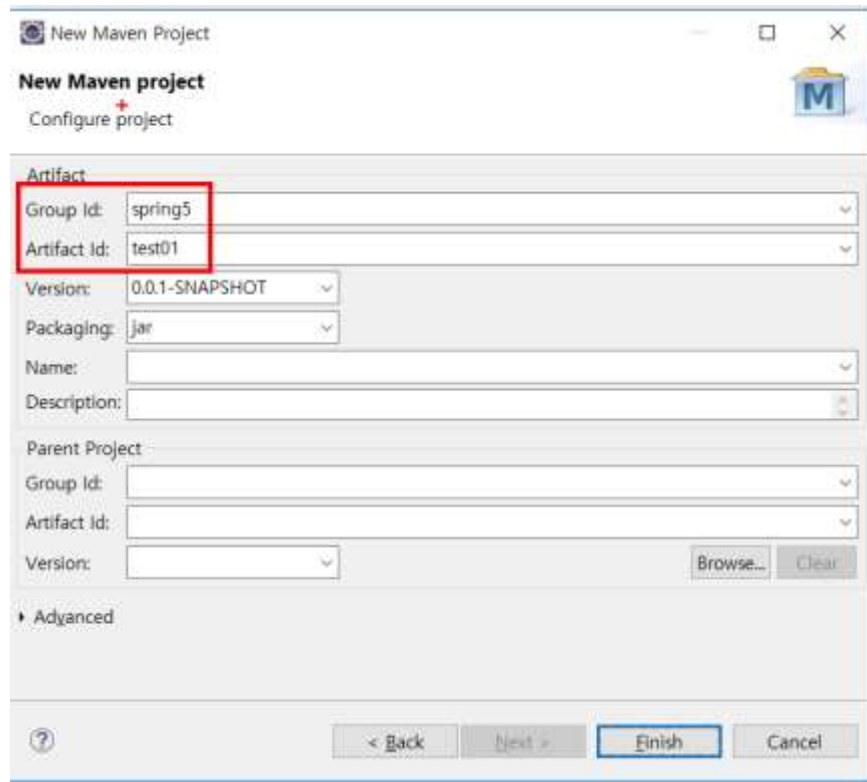 New Maven Project
New Maven project
Configure project
M
Artifact
Group Id: spring5
Artifact Id: test01
Version: 0.0.1-SNAPSHOT
Packaging: jar
Name:
Description:
Parent Project
Group Id:
Artifact Id:
Version: Browse... Clear
Advanced
? < Back Next > Finish Cancel